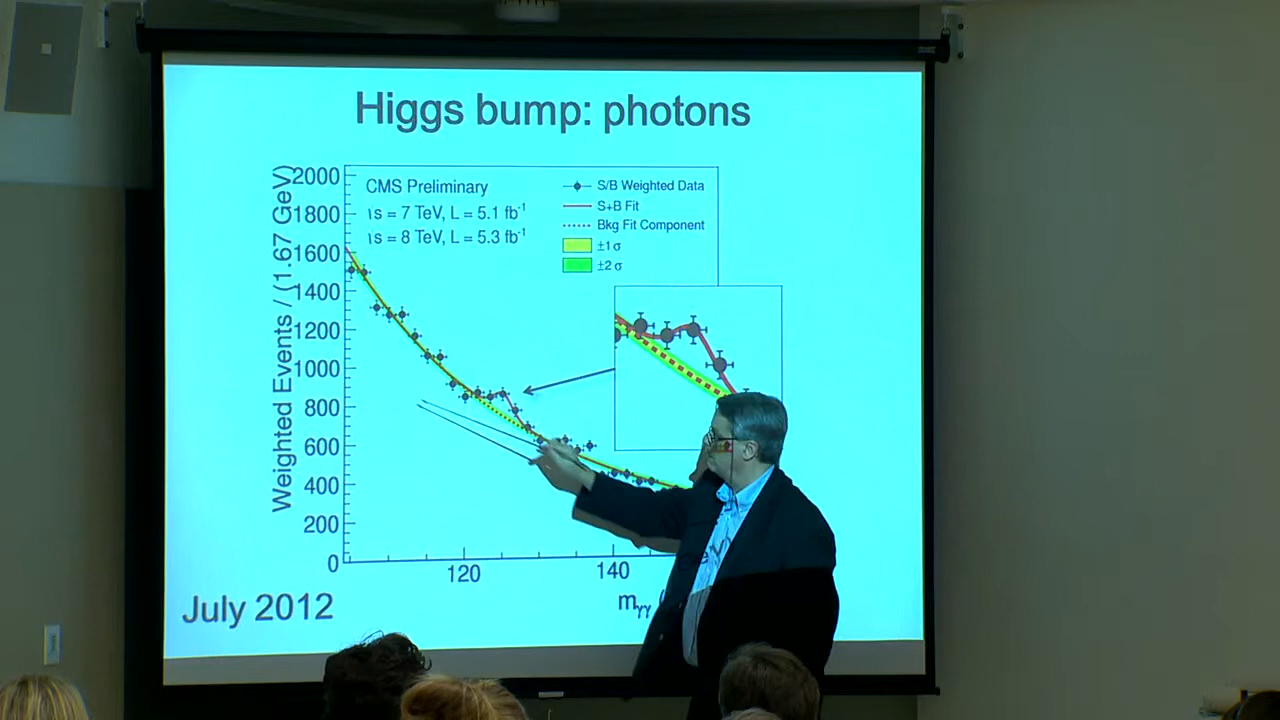 Higgs bump: photons
Weighted Events / (1.67 GeV)
2000
1800
1600
1400
1200
1000
800
600
400
200
0
CMS Preliminary
√s = 7 TeV, L = 5.1 fb⁻¹
√s = 8 TeV, L = 5.3 fb⁻¹
S/B Weighted Data
S+B Fit
Bkg Fit Component
±1 σ
±2 σ
120
140
mγγ (
eV)
July 2012